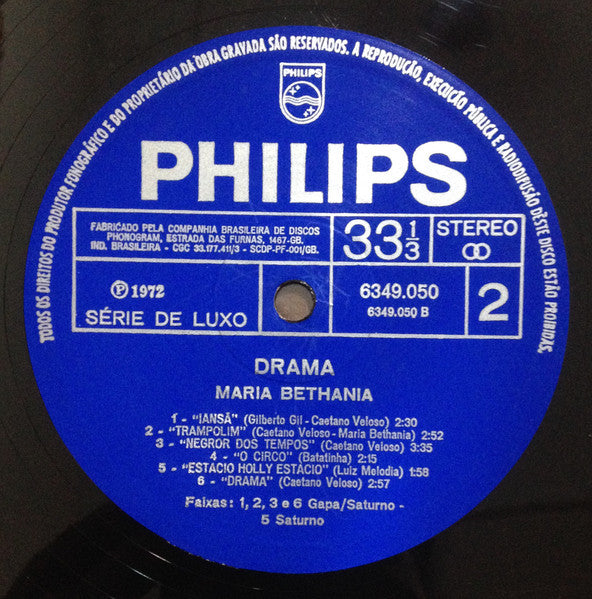 TODOS OS DIREITOS DO PRODUTOR FONOGRÁFICO E DO PROPRIETÁRIO DA OBRA GRAVADA SÃO RESERVADOS. A REPRODUÇÃO, EXECUÇÃO PÚBLICA E RADIODIFUSÃO DÊSTE DISCO ESTÃO PROIBIDAS.
PHILIPS
PHILIPS
FABRICADO PELA COMPANHIA BRASILEIRA DE DISCOS
PHONOGRAM, ESTRADA DAS FURNAS, 1467-GB.
IND. BRASILEIRA - CGC 33.177.411/3 - SCDP-PF-001/GB.
33 1/3
STEREO
Ⓟ 1972
SÉRIE DE LUXO
6349.050
6349.050 B
2
DRAMA
MARIA BETHANIA
1 - "IANSÃ" (Gilberto Gil - Caetano Veloso) 2:30
2 - "TRAMPOLIM" (Caetano Veloso - Maria Bethania) 2:52
3 - "NEGROR DOS TEMPOS" (Caetano Veloso) 3:35
4 - "O CIRCO" (Batatinha) 2:15
5 - "ESTÁCIO HOLLY ESTÁCIO" (Luiz Melodia) 1:58
6 - "DRAMA" (Caetano Veloso) 2:57
Faixas: 1, 2, 3 e 6 Gapa/Saturno -
5 Saturno